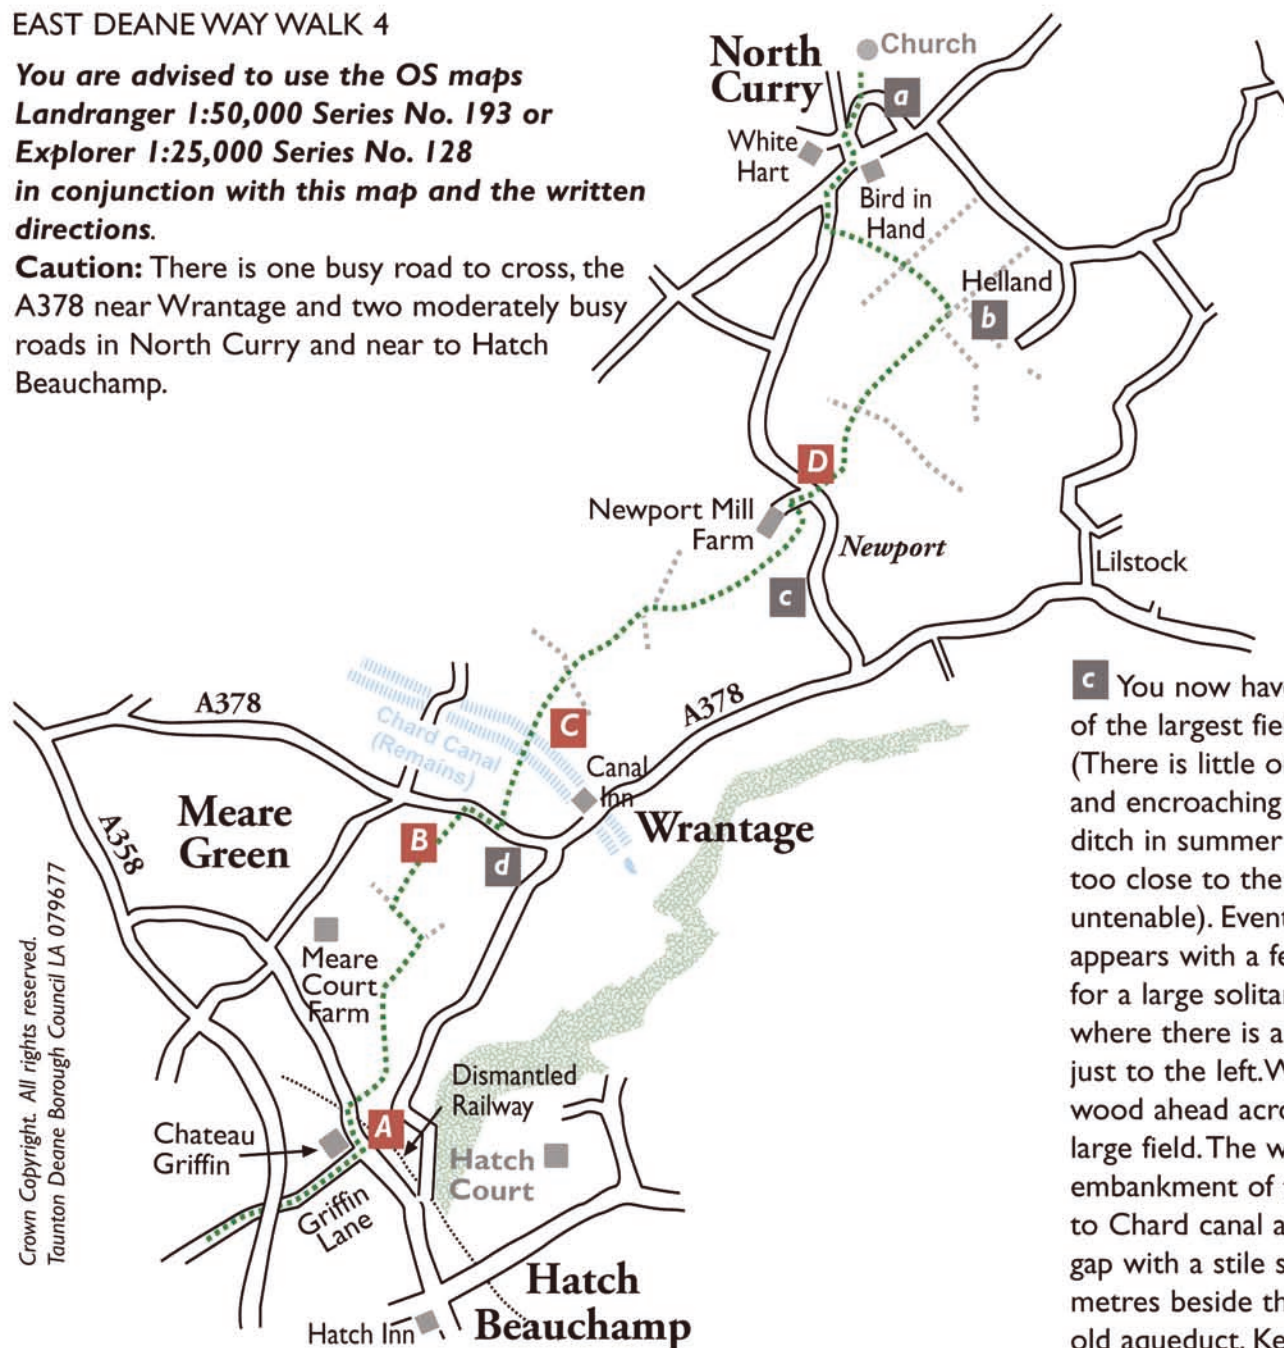 EAST DEANE WAY WALK 4
You are advised to use the OS maps
Landranger 1:50,000 Series No. 193 or
Explorer 1:25,000 Series No. 128
in conjunction with this map and the written
directions.
Caution: There is one busy road to cross, the
A378 near Wrantage and two moderately busy
roads in North Curry and near to Hatch
Beauchamp.
North
Curry
Church
a
White
Hart
Bird in
Hand
Helland
b
D
Newport Mill
Farm
Newport
c
Lilstock
A378
A378
Chard Canal
(Remains)
C
Canal
Inn
Wrantage
Meare
Green
A358
B
d
Meare
Court
Farm
Dismantled
Railway
A
Chateau
Griffin
Griffin
Lane
Hatch
Court
Hatch
Beauchamp
Hatch Inn
Crown Copyright. All rights reserved.
Taunton Deane Borough Council LA 079677
c You now hav
of the largest fie
(There is little o
and encroaching
ditch in summer
too close to the
untenable). Event
appears with a fe
for a large solitar
where there is a
just to the left. W
wood ahead acro
large field. The w
embankment of
to Chard canal a
gap with a stile s
metres beside th
old aqueduct. Ke